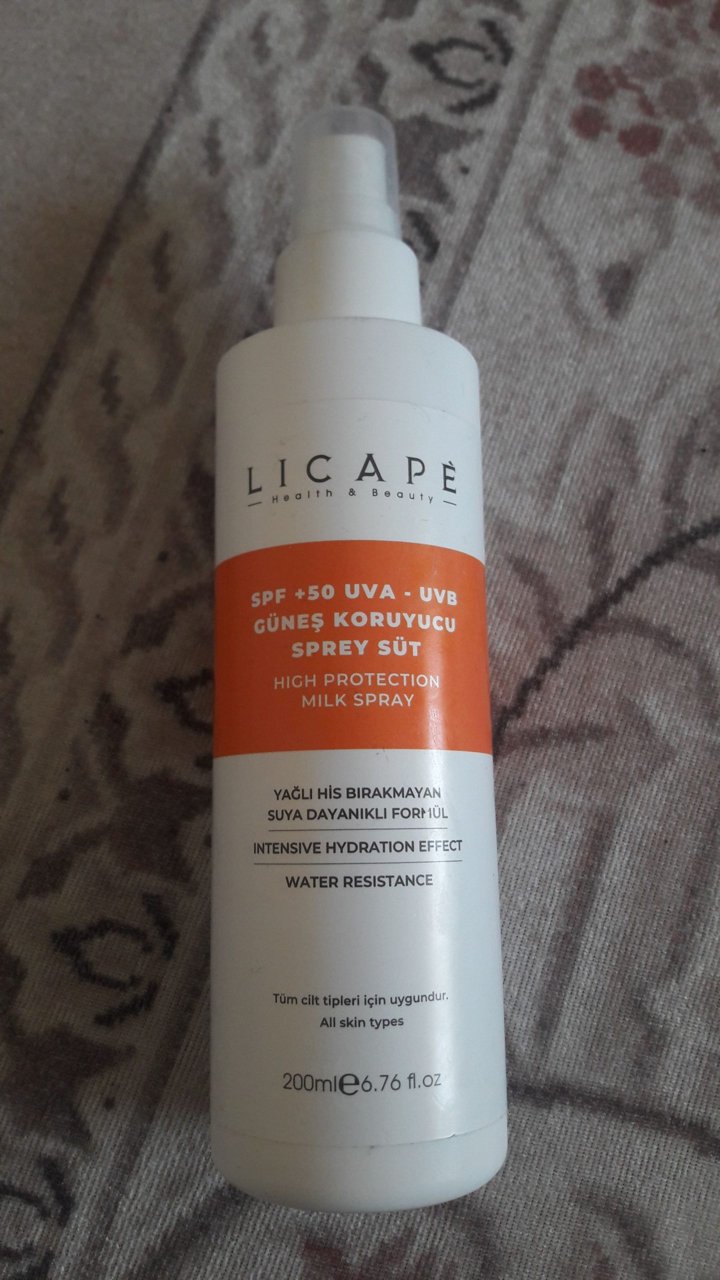 LICAPÈ
Health & Beauty
SPF +50 UVA - UVB
GÜNEŞ KORUYUCU
SPREY SÜT
HIGH PROTECTION
MILK SPRAY
YAĞLI HİS BIRAKMAYAN
SUYA DAYANIKLI FORMÜL
INTENSIVE HYDRATION EFFECT
WATER RESISTANCE
Tüm cilt tipleri için uygundur.
All skin types
200ml℮6.76 fl.oz